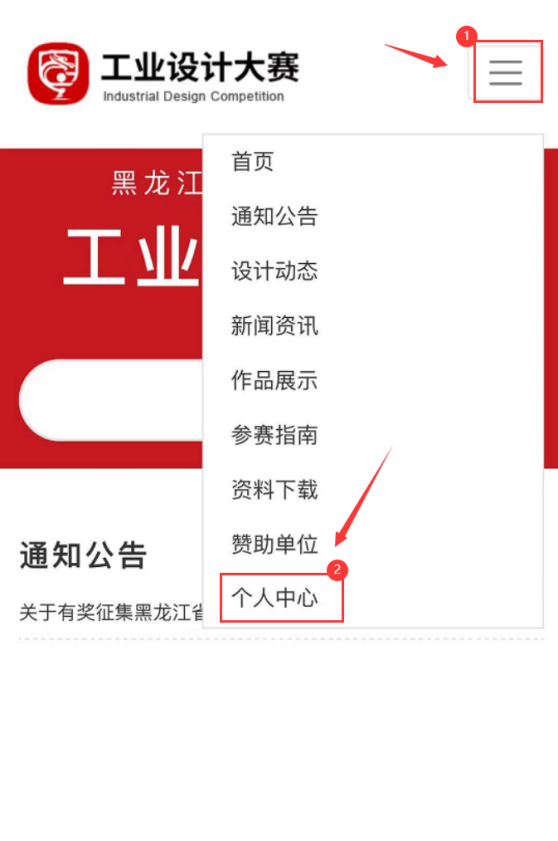 工业设计大赛
Industrial Design Competition
1
首页
黑龙江
通知公告
工业
设计动态
新闻资讯
作品展示
参赛指南
资料下载
赞助单位
通知公告
2
个人中心
关于有奖征集黑龙江省